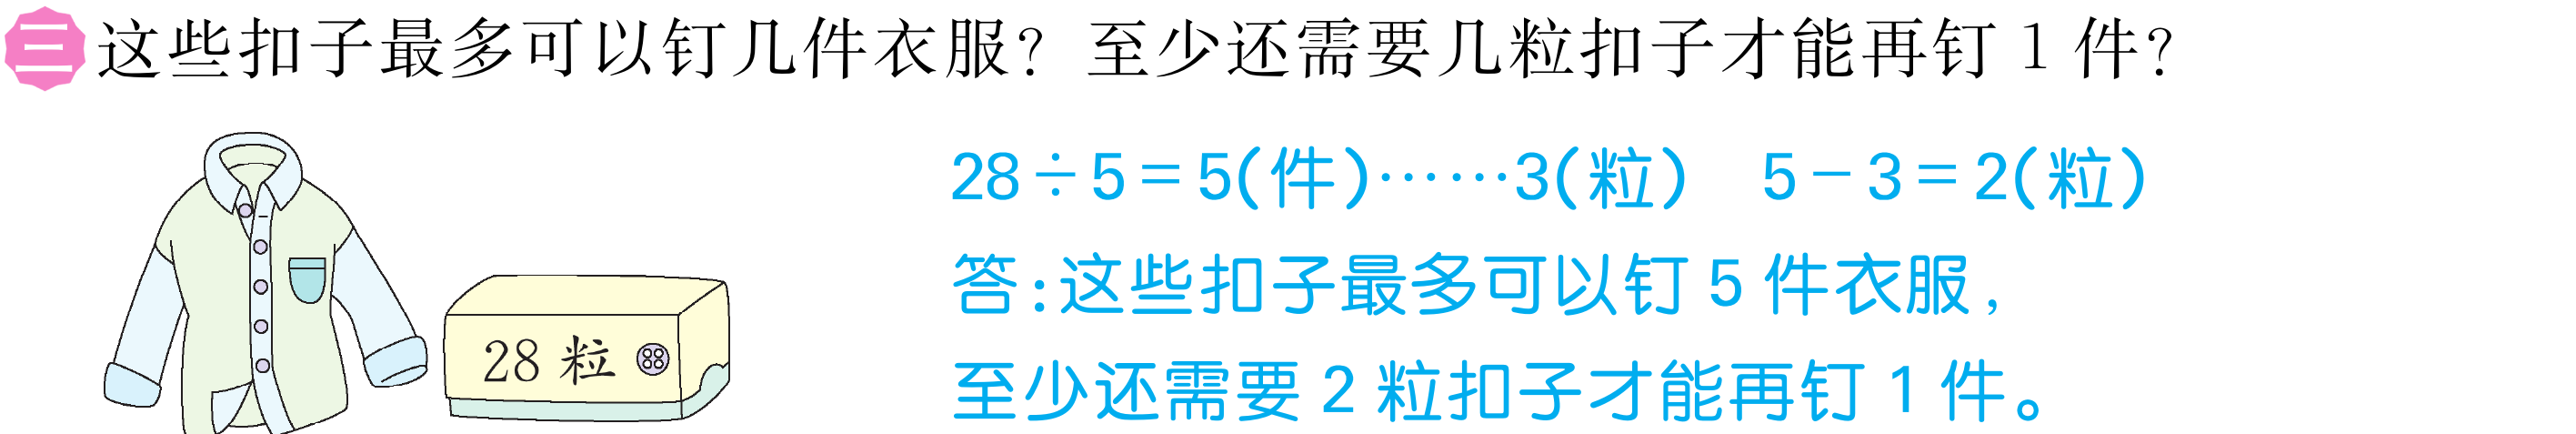 三 这些扣子最多可以钉几件衣服？至少还需要几粒扣子才能再钉 1 件？
28÷5=5(件)……3(粒)　5-3=2(粒)
答：这些扣子最多可以钉 5 件衣服，
28 粒
至少还需要 2 粒扣子才能再钉 1 件。